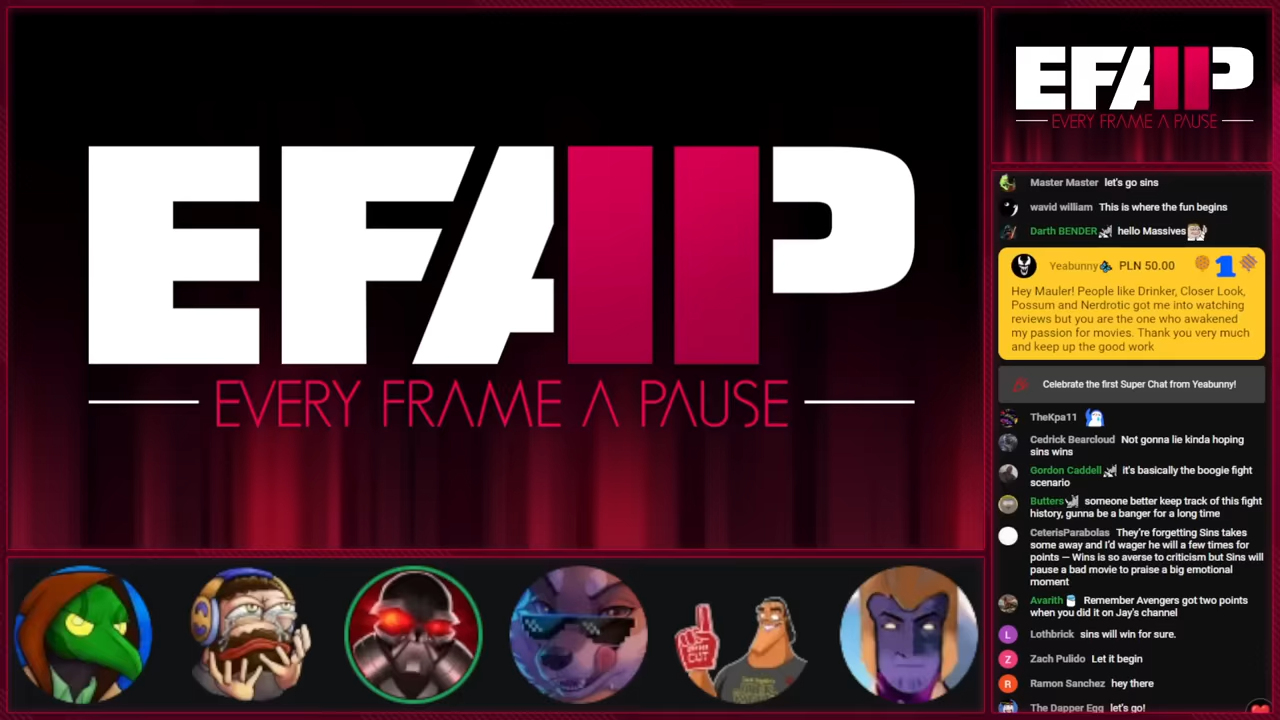 EFAP
EVERY FRAME A PAUSE
EFAP
EVERY FRAME A PAUSE
Master Master let's go sins
wavid william This is where the fun begins
Darth BENDER hello Massives
Yeabunny PLN 50.00 1
Hey Mauler! People like Drinker, Closer Look,
Possum and Nerdrotic got me into watching
reviews but you are the one who awakened
my passion for movies. Thank you very much
and keep up the good work
Celebrate the first Super Chat from Yeabunny!
TheKpa11
Cedrick Bearcloud Not gonna lie kinda hoping
sins wins
Gordon Caddell it's basically the boogie fight
scenario
Butters someone better keep track of this fight
history, gunna be a banger for a long time
CeterisParabolas They're forgetting Sins takes
some away and I'd wager he will a few times for
points — Wins is so averse to criticism but Sins will
pause a bad movie to praise a big emotional
moment
Avarith Remember Avengers got two points
when you did it on Jay's channel
L Lothbrick sins will win for sure.
Z Zach Pulido Let it begin
R Ramon Sanchez hey there
The Dapper Egg let's go!
CUT